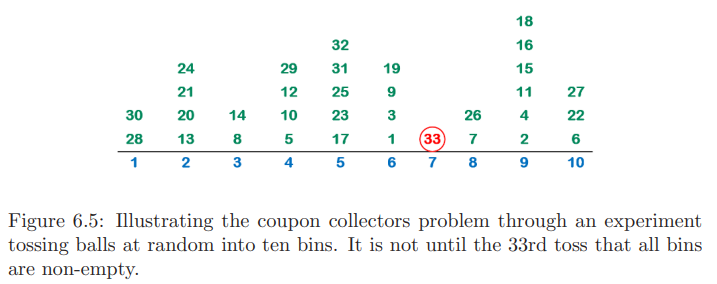 18
32 16
24 29 31 19 15
21 12 25 9 11 27
30 20 14 10 23 3 26 4 22
28 13 8 5 17 1 33 7 2 6
1 2 3 4 5 6 7 8 9 10
Figure 6.5: Illustrating the coupon collectors problem through an experiment
tossing balls at random into ten bins. It is not until the 33rd toss that all bins
are non-empty.